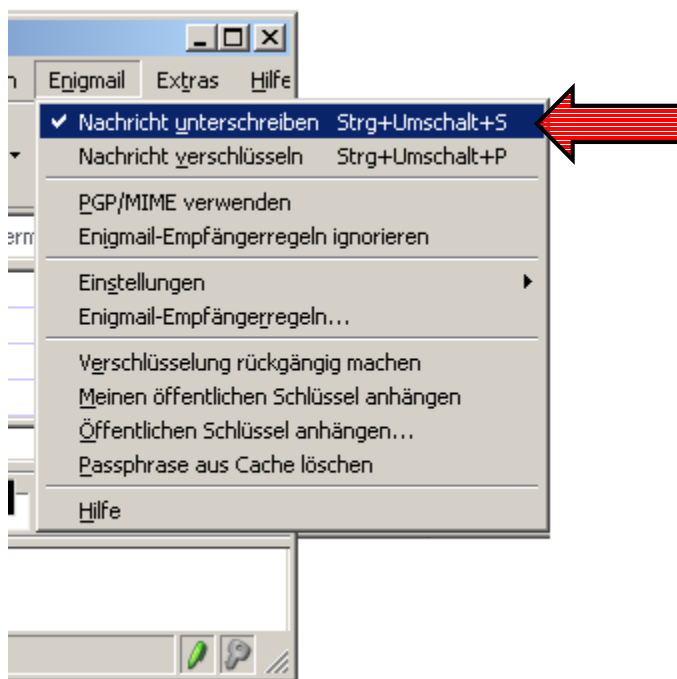 Enigmail Extras Hilfe
Nachricht unterschreiben Strg+Umschalt+S
Nachricht verschlüsseln Strg+Umschalt+P
PGP/MIME verwenden
Enigmail-Empfängerregeln ignorieren
Einstellungen
Enigmail-Empfängerregeln...
Verschlüsselung rückgängig machen
Meinen öffentlichen Schlüssel anhängen
Öffentlichen Schlüssel anhängen...
Passphrase aus Cache löschen
Hilfe